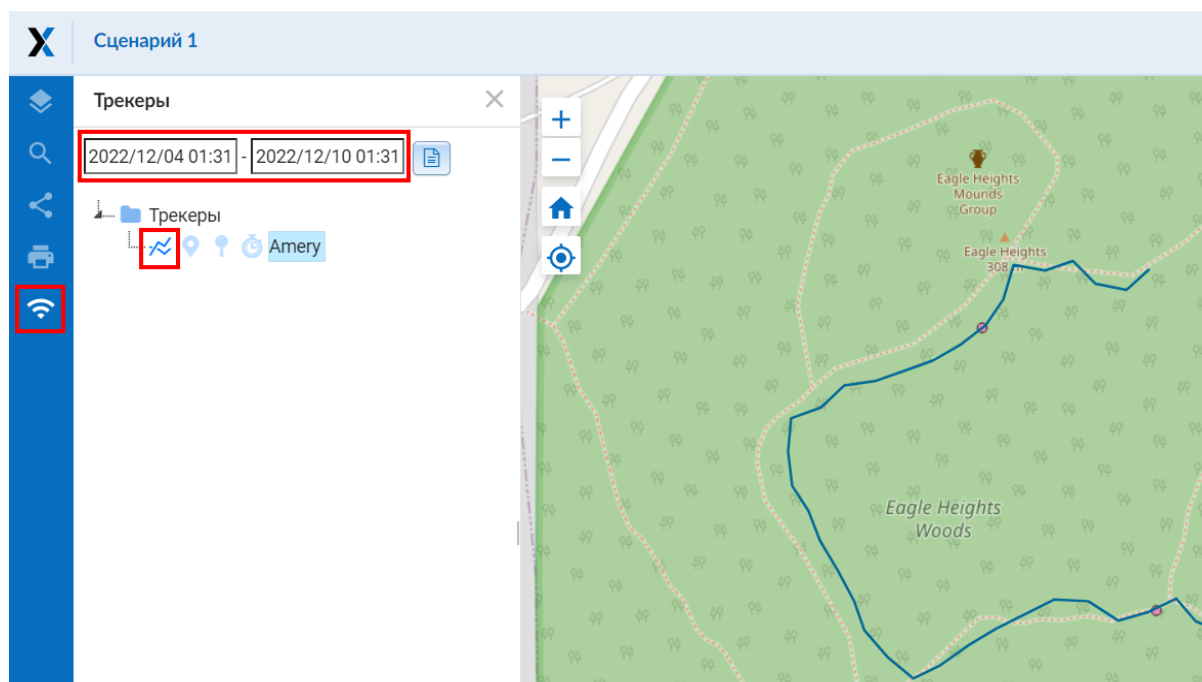 Сценарий 1
Трекеры
2022/12/04 01:31 - 2022/12/10 01:31
Трекеры
Amery
+
−
Eagle Heights
Mounds
Group
Eagle Heights
308 m
Eagle Heights
Woods